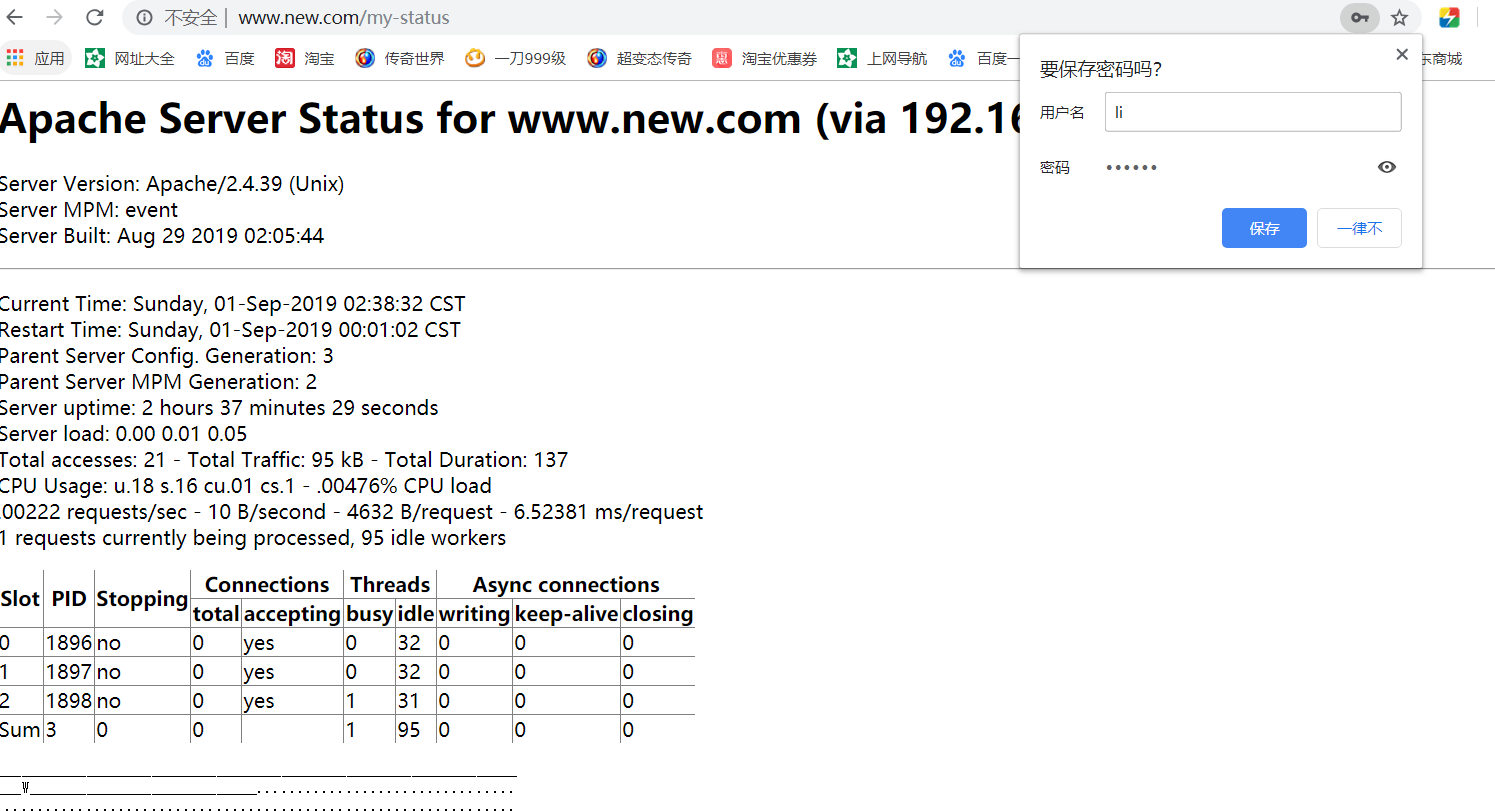 不安全 | www.new.com/my-status
应用 网址大全 百度 淘宝 传奇世界 一刀999级 超变态传奇 淘宝优惠券 上网导航 百度一 东商城
要保存密码吗?
用户名 li
密码 ••••••
保存 一律不
Apache Server Status for www.new.com (via 192.16
Server Version: Apache/2.4.39 (Unix)
Server MPM: event
Server Built: Aug 29 2019 02:05:44
Current Time: Sunday, 01-Sep-2019 02:38:32 CST
Restart Time: Sunday, 01-Sep-2019 00:01:02 CST
Parent Server Config. Generation: 3
Parent Server MPM Generation: 2
Server uptime: 2 hours 37 minutes 29 seconds
Server load: 0.00 0.01 0.05
Total accesses: 21 - Total Traffic: 95 kB - Total Duration: 137
CPU Usage: u.18 s.16 cu.01 cs.1 - .00476% CPU load
.00222 requests/sec - 10 B/second - 4632 B/request - 6.52381 ms/request
1 requests currently being processed, 95 idle workers
Slot PID Stopping Connections Threads Async connections
total accepting busy idle writing keep-alive closing
0 1896 no 0 yes 0 32 0 0 0
1 1897 no 0 yes 0 32 0 0 0
2 1898 no 0 yes 1 31 0 0 0
Sum 3 0 0 1 95 0 0 0
________________________________________________________________
__W_____________________________................................
................................................................